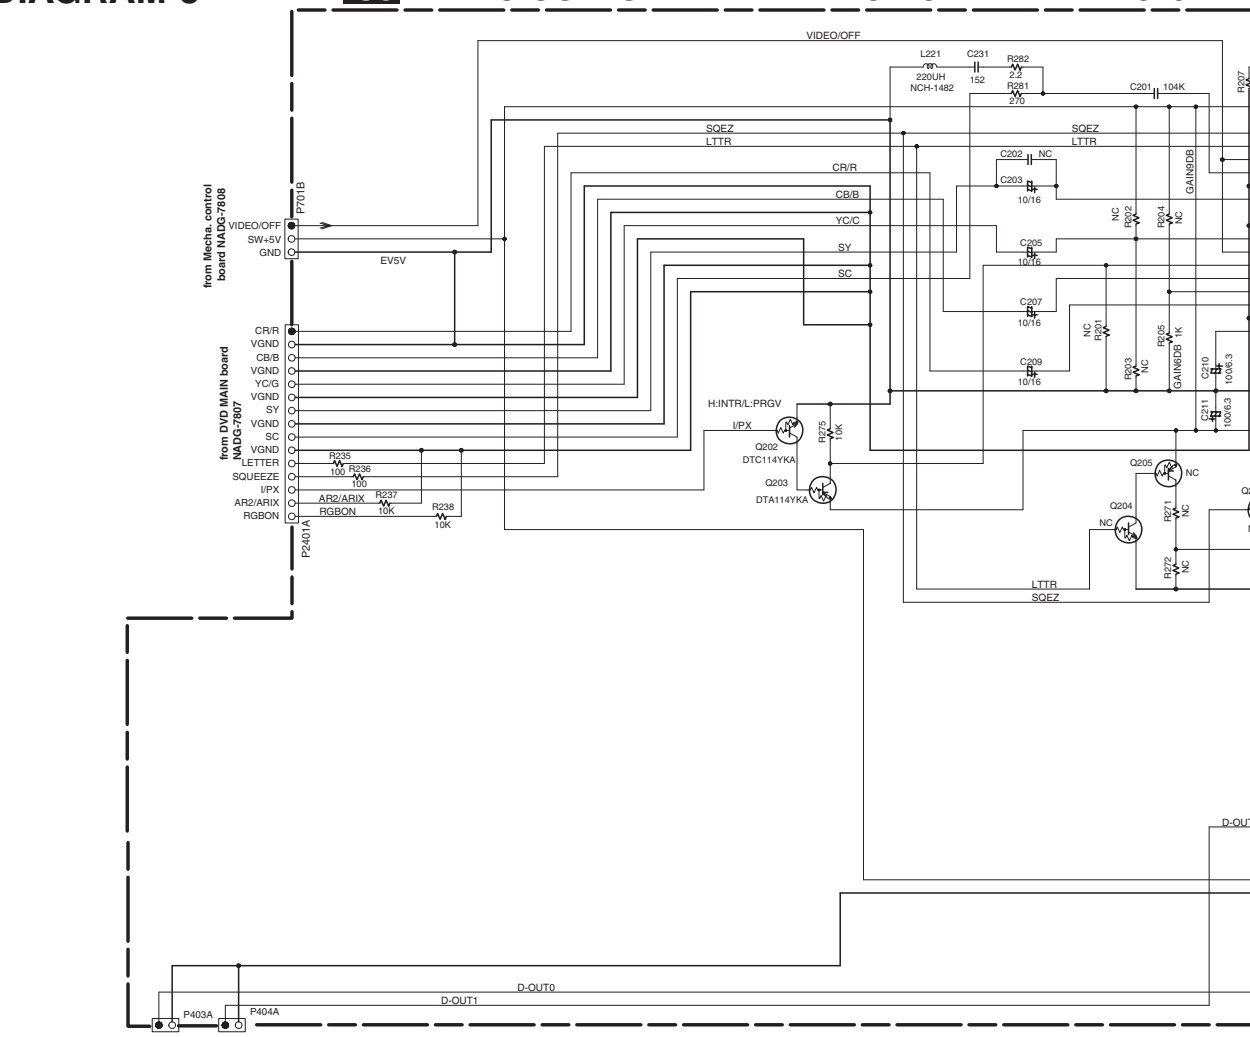 VIDEO/OFF
L221
220UH
NCH-1482
C231
152
R282
2.2
R281
270
C201
104K
R207
SQEZ
SQEZ
LTTR
LTTR
CR/R
CB/B
YC/C
SY
SC
C202
NC
C203
10/16
C205
10/16
C207
10/16
C209
10/16
GAIN9DB
NC
R202
R204
NC
NC
R201
R203
NC
R205
1K
GAIN6DB
C210
100/6.3
C211
100/6.3
from Mecha. control
board NADG-7808
P701B
VIDEO/OFF
SW+5V
GND
EV5V
from DVD MAIN board
NADG-7807
CR/R
VGND
CB/B
VGND
YC/G
VGND
SY
VGND
SC
VGND
LETTER
SQUEEZE
I/PX
AR2/ARIX
RGBON
P2401A
R235
100
R236
100
AR2/ARIX
R237
10K
RGBON
R238
10K
H:INTR/L:PRGV
I/PX
Q202
DTC114YKA
R275
10K
Q203
DTA114YKA
Q205
NC
Q204
NC
R271
NC
R272
NC
LTTR
SQEZ
D-OUT0
D-OUT1
P403A
P404A